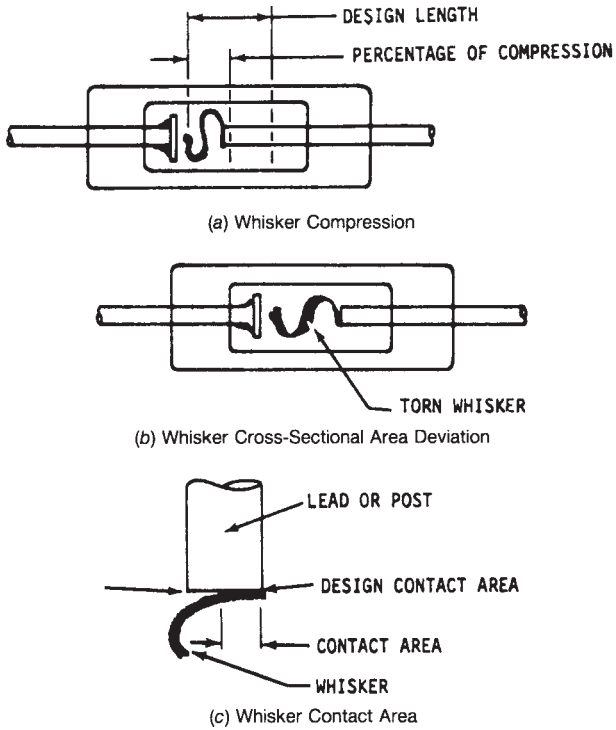 DESIGN LENGTH
PERCENTAGE OF COMPRESSION
(a) Whisker Compression
TORN WHISKER
(b) Whisker Cross-Sectional Area Deviation
LEAD OR POST
DESIGN CONTACT AREA
CONTACT AREA
WHISKER
(c) Whisker Contact Area